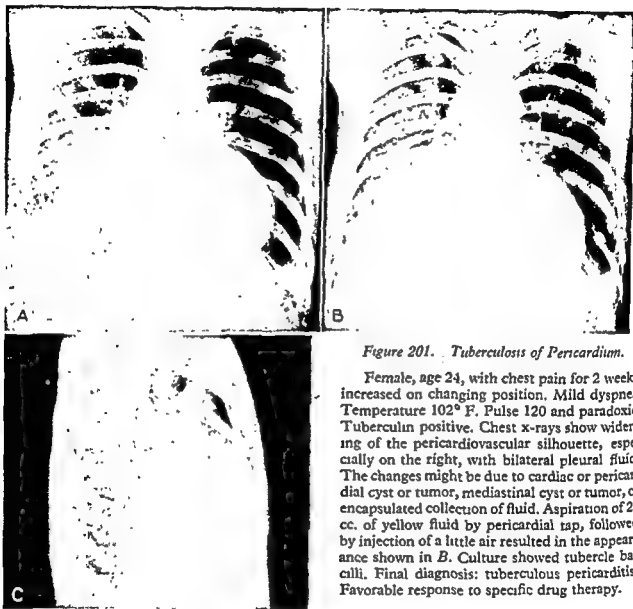 A
B
C
Figure 201. Tuberculosis of Pericardium.
Female, age 24, with chest pain for 2 week
increased on changing position. Mild dyspne
Temperature 102° F. Pulse 120 and paradoxi
Tuberculin positive. Chest x-rays show widen
ing of the pericardiovascular silhouette, espe
cially on the right, with bilateral pleural fluid
The changes might be due to cardiac or pericar
dial cyst or tumor, mediastinal cyst or tumor, o
encapsulated collection of fluid. Aspiration of 2
cc. of yellow fluid by pericardial tap, followe
by injection of a little air resulted in the appear
ance shown in B. Culture showed tubercle ba
cilli. Final diagnosis: tuberculous pericarditis
Favorable response to specific drug therapy.